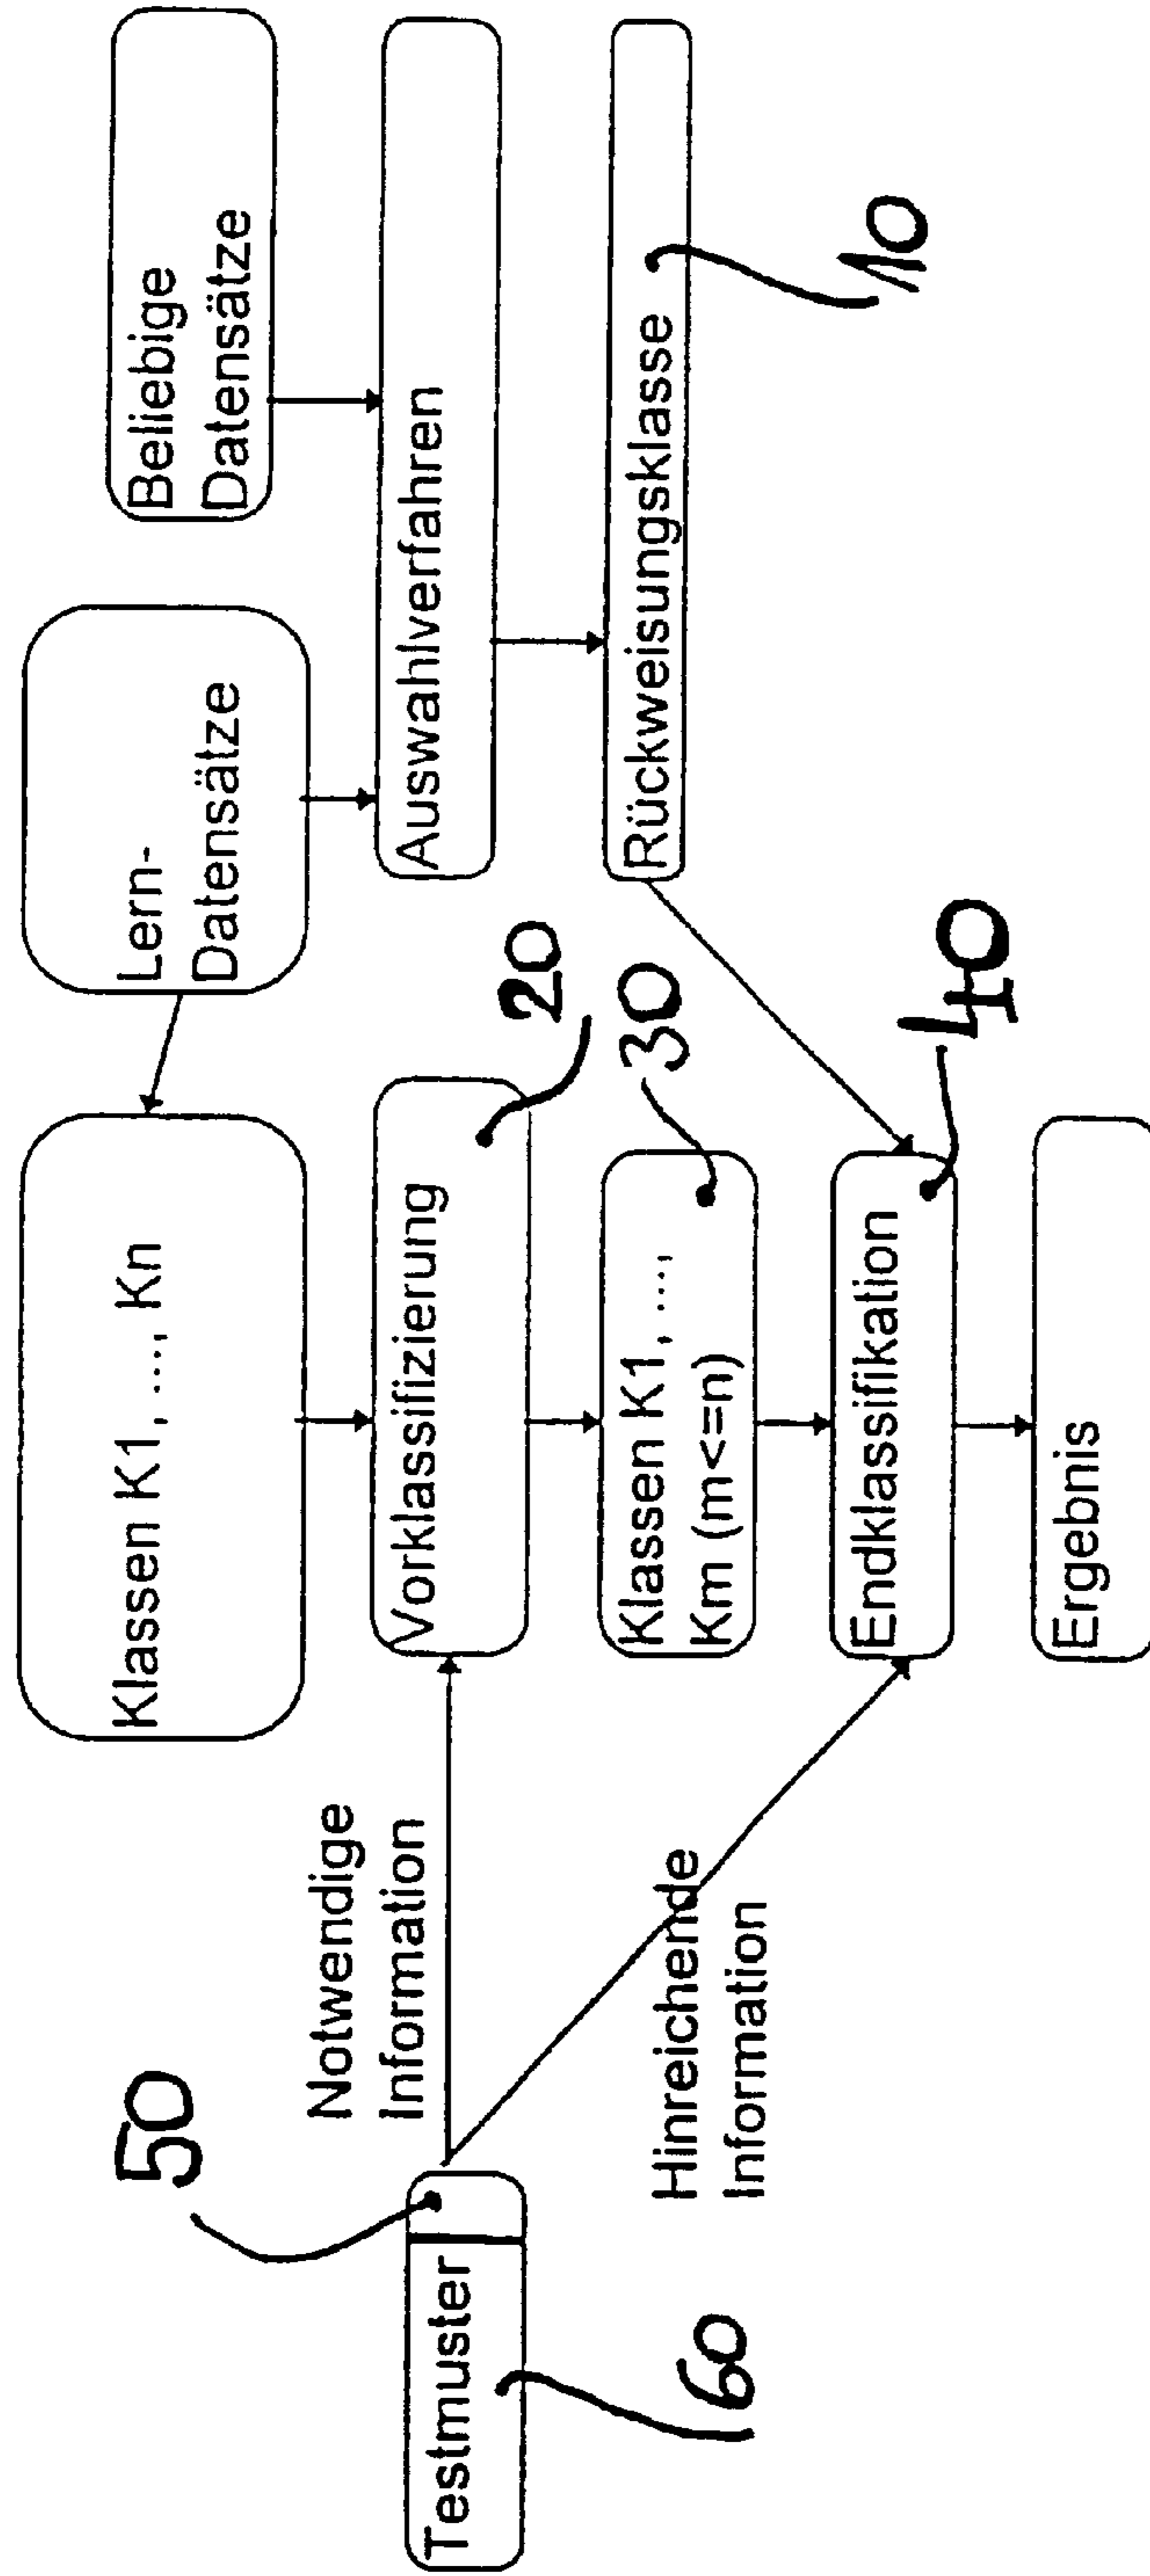 Klassen K1, ...., Kn
Lern-
Datensätze
Beliebige
Datensätze
50
Notwendige
Information
Testmuster
60
Vorklassifizierung
20
Auswahlverfahren
Hinreichende
Information
Klassen K1, ....,
Km (m<=n)
30
Rückweisungsklasse
10
Endklassifikation
40
Ergebnis